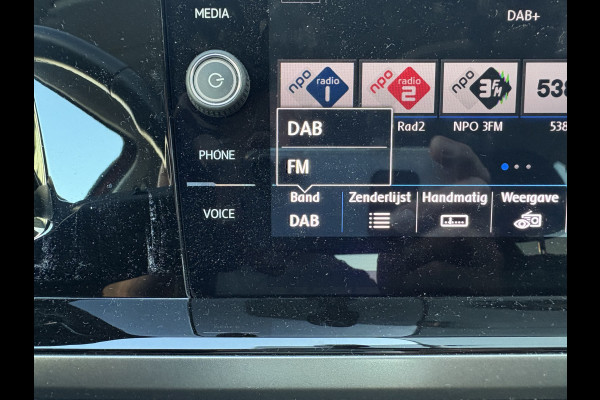 MEDIA
DAB+
npo radio 1
npo radio 2
npo 3FM
538
DAB
FM
Rad2
NPO 3FM
538
PHONE
VOICE
Band
DAB
Zenderlijst
Handmatig
Weergave